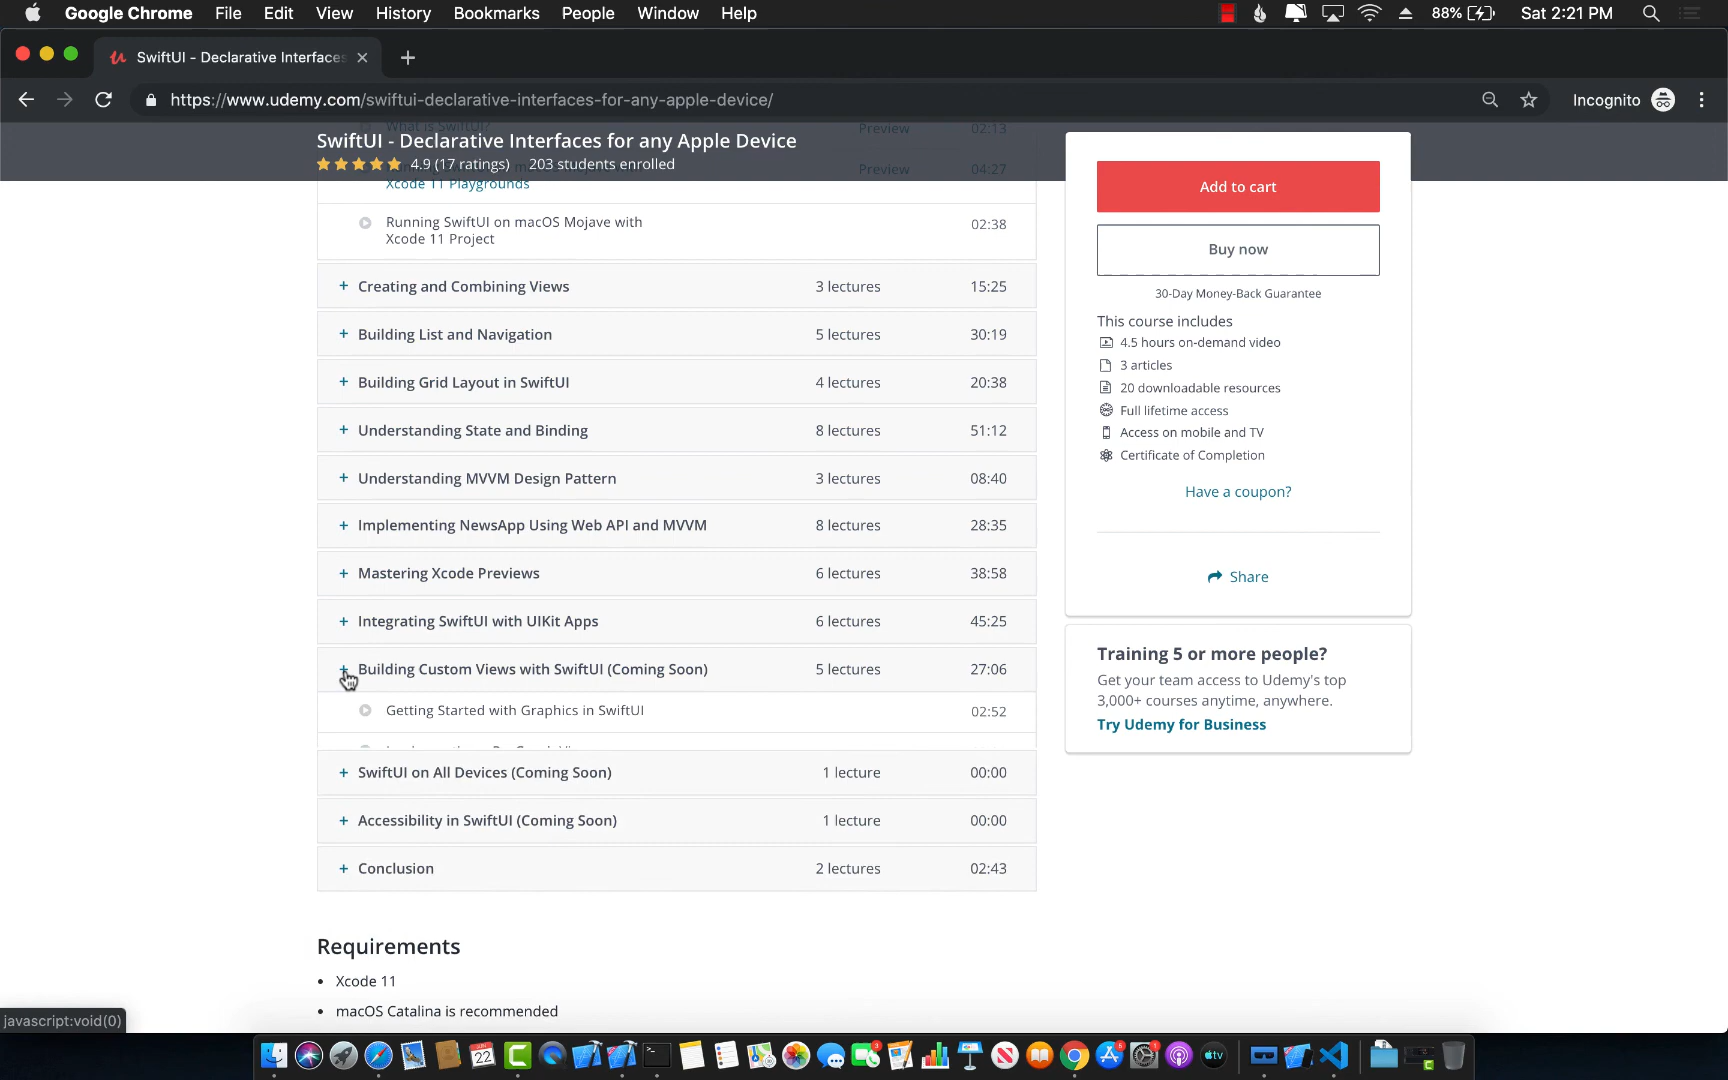 Google Chrome File Edit View History Bookmarks People Window Help 88% Sat 2:21 PM
SwiftUI - Declarative Interfaces
https://www.udemy.com/swiftui-declarative-interfaces-for-any-apple-device/ Incognito
What is SwiftUI? Preview 02:13
SwiftUI - Declarative Interfaces for any Apple Device
4.9 (17 ratings) 203 students enrolled
Preview 04:27
Xcode 11 Playgrounds
Running SwiftUI on macOS Mojave with 02:38
Xcode 11 Project
+ Creating and Combining Views 3 lectures 15:25
+ Building List and Navigation 5 lectures 30:19
+ Building Grid Layout in SwiftUI 4 lectures 20:38
+ Understanding State and Binding 8 lectures 51:12
+ Understanding MVVM Design Pattern 3 lectures 08:40
+ Implementing NewsApp Using Web API and MVVM 8 lectures 28:35
+ Mastering Xcode Previews 6 lectures 38:58
+ Integrating SwiftUI with UIKit Apps 6 lectures 45:25
Building Custom Views with SwiftUI (Coming Soon) 5 lectures 27:06
Getting Started with Graphics in SwiftUI 02:52
+ SwiftUI on All Devices (Coming Soon) 1 lecture 00:00
+ Accessibility in SwiftUI (Coming Soon) 1 lecture 00:00
+ Conclusion 2 lectures 02:43
Requirements
• Xcode 11
• macOS Catalina is recommended
Add to cart
Buy now
30-Day Money-Back Guarantee
This course includes
4.5 hours on-demand video
3 articles
20 downloadable resources
Full lifetime access
Access on mobile and TV
Certificate of Completion
Have a coupon?
Share
Training 5 or more people?
Get your team access to Udemy's top
3,000+ courses anytime, anywhere.
Try Udemy for Business
javascript:void(0)
JUN
22
3
tv